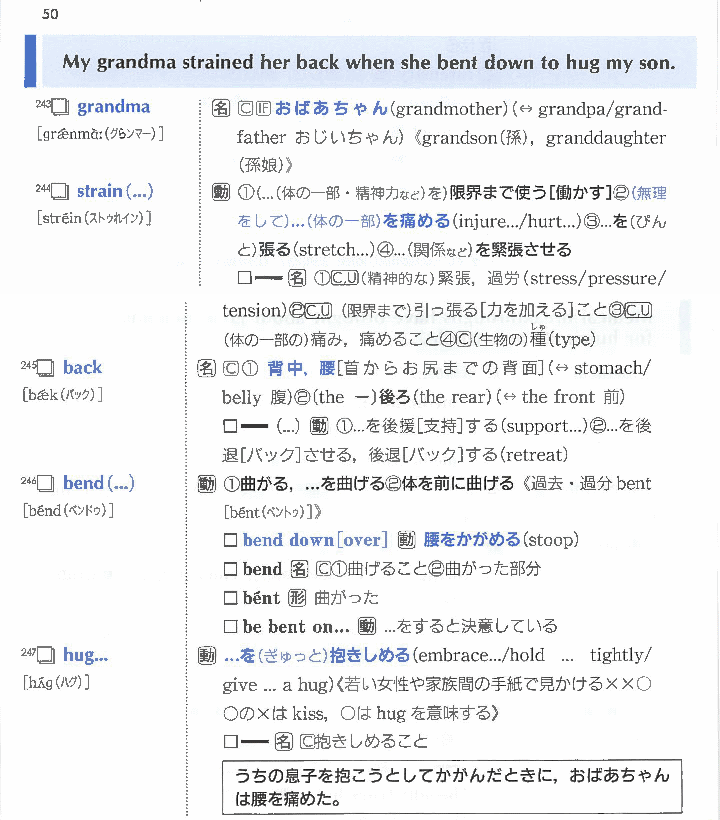 50
My grandma strained her back when she bent down to hug my son.
243□ grandma
[grǽnmὰː(グラ́ンマー)]
名 C 正 おばあちゃん(grandmother)(↔ grandpa/grand-
father おじいちゃん)《grandson(孫), granddaughter
(孫娘)》
244□ strain(...)
[stréin(ストゥれイン)]
動 ①(...(体の一部・精神力など)を)限界まで使う[働かす]②(無理
をして)...(体の一部)を痛める(injure.../hurt...)③...を(ぴん
と)張る(stretch...)④...(関係など)を緊張させる
□━ 名 ①C,U(精神的な)緊張, 過労(stress/pressure/
tension)②C,U (限界まで)引っ張る[力を加える]こと③C,U
(体の一部の)痛み, 痛めること④C(生物の)種(しゅ)(type)
245□ back
[bǽk(バック)]
名 C① 背中, 腰[首からお尻までの背面](↔ stomach/
belly 腹)②(the ー)後ろ(the rear)(↔ the front 前)
□━ (...) 動 ①...を後援[支持]する(support...)②...を後
退[バック]させる, 後退[バック]する(retreat)
246□ bend(...)
[bénd(ベンドゥ)]
動 ①曲がる, ...を曲げる②体を前に曲げる《過去・過分 bent
[bént(ベントゥ)]》
□ bend down[over] 動 腰をかがめる(stoop)
□ bend 名 C①曲げること②曲がった部分
□ bént 形 曲がった
□ be bent on... 動 ...をすると決意している
247□ hug...
[hʌ́g(ハグ)]
動 ...を(ぎゅっと)抱きしめる(embrace.../hold ... tightly/
give ... a hug)《若い女性や家族間の手紙で見かける××○
○の×は kiss, ○は hug を意味する》
□━ 名 C抱きしめること
うちの息子を抱こうとしてかがんだときに, おばあちゃん
は腰を痛めた。